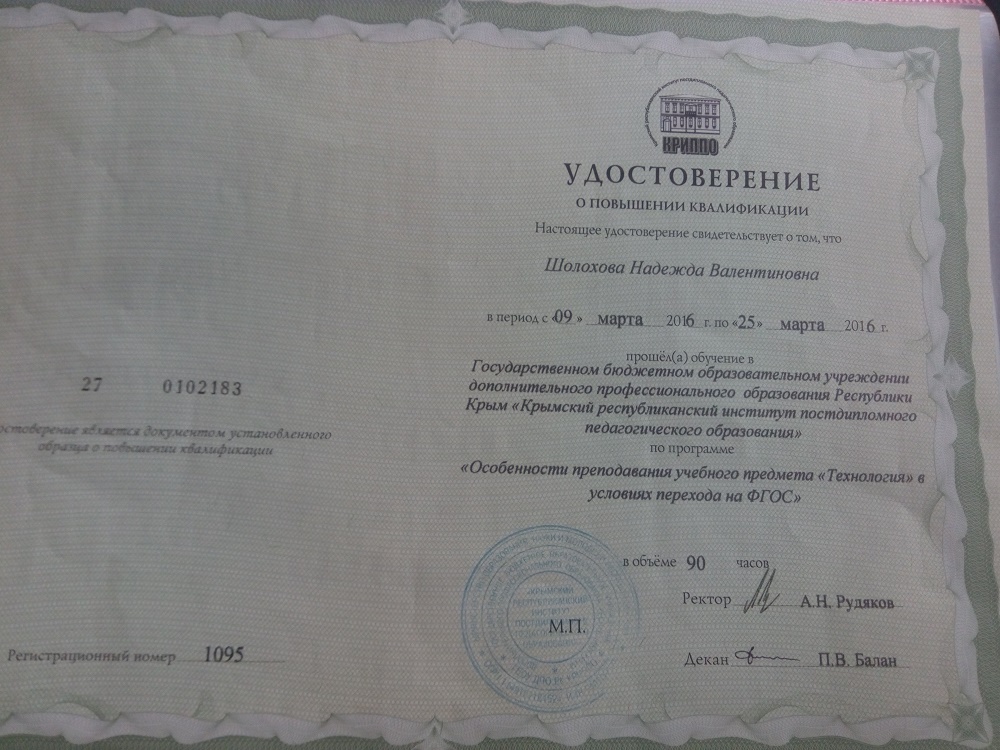 КРИППО
УДОСТОВЕРЕНИЕ
О ПОВЫШЕНИИ КВАЛИФИКАЦИИ
Настоящее удостоверение свидетельствует о том, что
Шолохова Надежда Валентиновна
в период с «09» марта 2016 г. по «25» марта 2016 г.
прошёл(а) обучение в
Государственном бюджетном образовательном учреждении
дополнительного профессионального образования Республики
Крым «Крымский республиканский институт постдипломного
педагогического образования»
по программе
«Особенности преподавания учебного предмета «Технология» в
условиях перехода на ФГОС»
в объёме 90 часов
Ректор А.Н. Рудяков
М.П.
Декан П.В. Балан
27 0102183
остоверение является документом установленного
образца о повышении квалификации
Регистрационный номер 1095